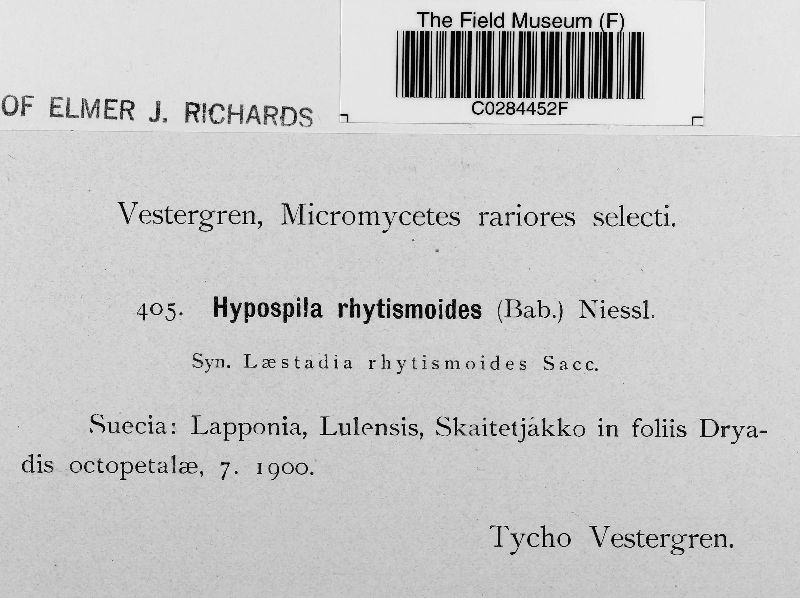 The Field Museum (F)
C0284452F
OF ELMER J. RICHARDS
Vestergren, Micromycetes rariores selecti.
405. Hypospila rhytismoides (Bab.) Niessl.
Syn. Læstadia rhytismoides Sacc.
Suecia: Lapponia, Lulensis, Skaitetjåkko in foliis Drya-
dis octopetalæ, 7. 1900.
Tycho Vestergren.